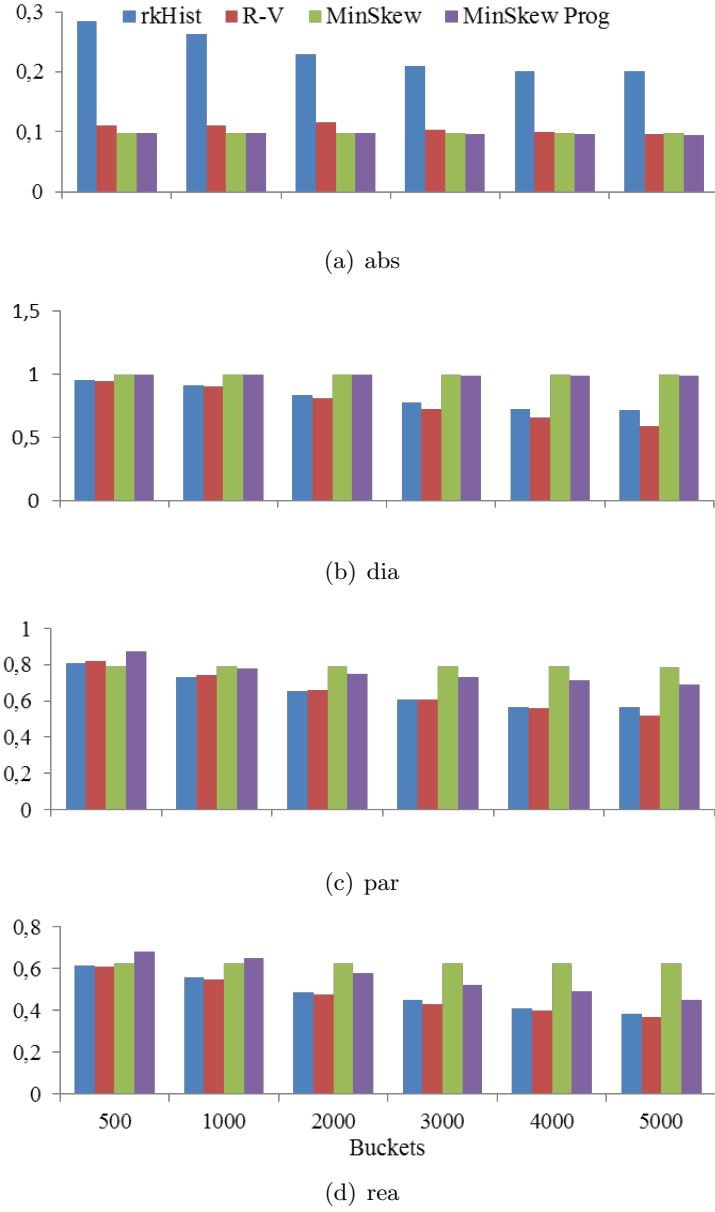 0,3
rkHist R-V MinSkew MinSkew Prog
0,2
0,1
0
(a) abs
1,5
1
0,5
0
(b) dia
1
0,8
0,6
0,4
0,2
0
(c) par
0,8
0,6
0,4
0,2
0
500 1000 2000 3000 4000 5000
Buckets
(d) rea